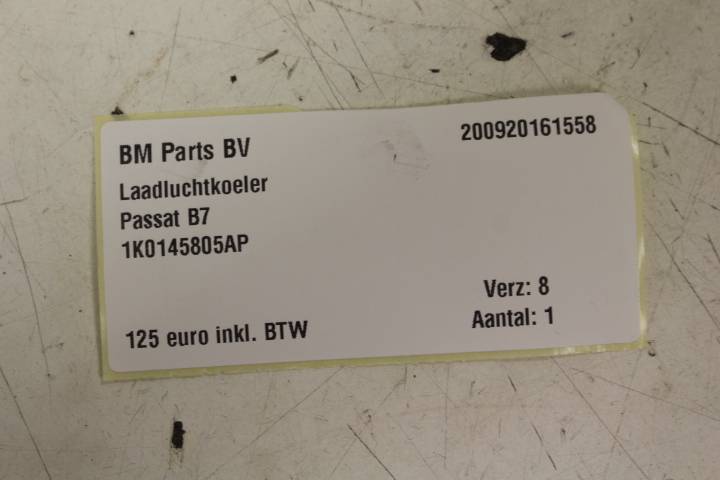 BM Parts BV
200920161558
Laadluchtkoeler
Passat B7
1K0145805AP
Verz: 8
125 euro inkl. BTW
Aantal: 1